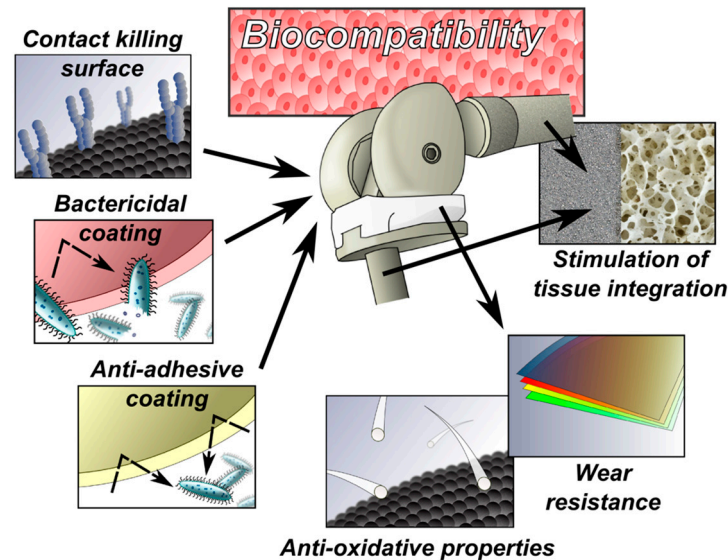 Biocompatibility
Contact killing
surface
Bactericidal
coating
Anti-adhesive
coating
Stimulation of
tissue integration
Wear
resistance
Anti-oxidative properties